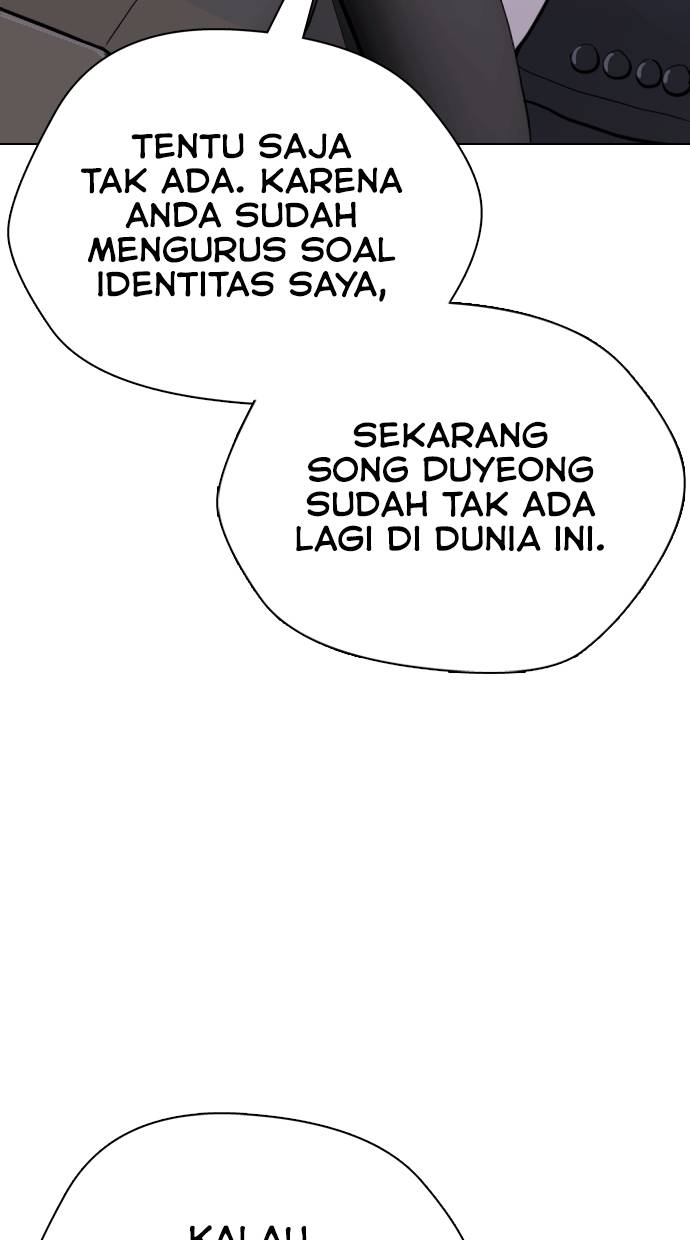 TENTU SAJA
TAK ADA. KARENA
ANDA SUDAH
MENGURUS SOAL
IDENTITAS SAYA,
SEKARANG
SONG DUYEONG
SUDAH TAK ADA
LAGI DI DUNIA INI.
KALAU